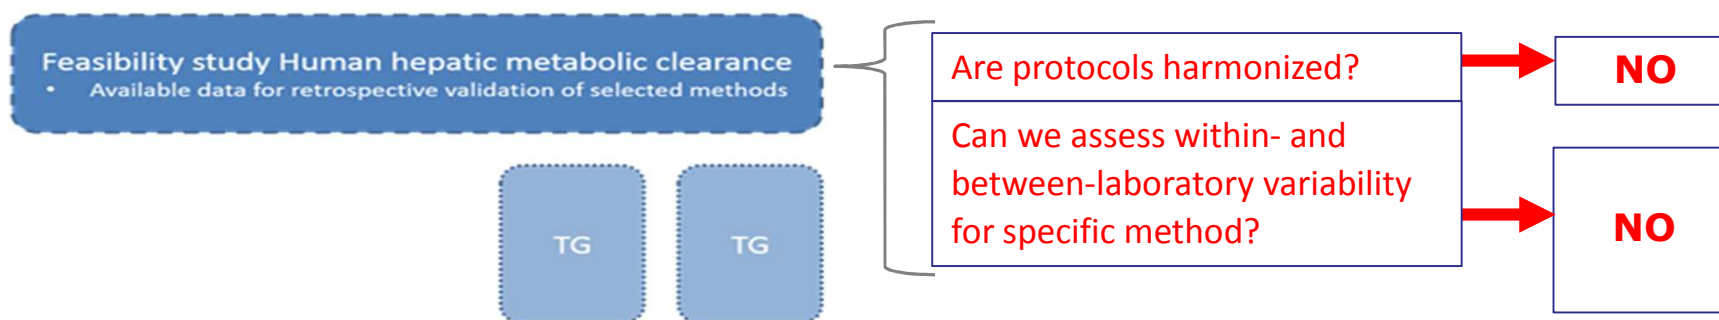 Feasibility study Human hepatic metabolic clearance
• Available data for retrospective validation of selected methods
TG
TG
Are protocols harmonized?
NO
Can we assess within- and
between-laboratory variability
for specific method?
NO